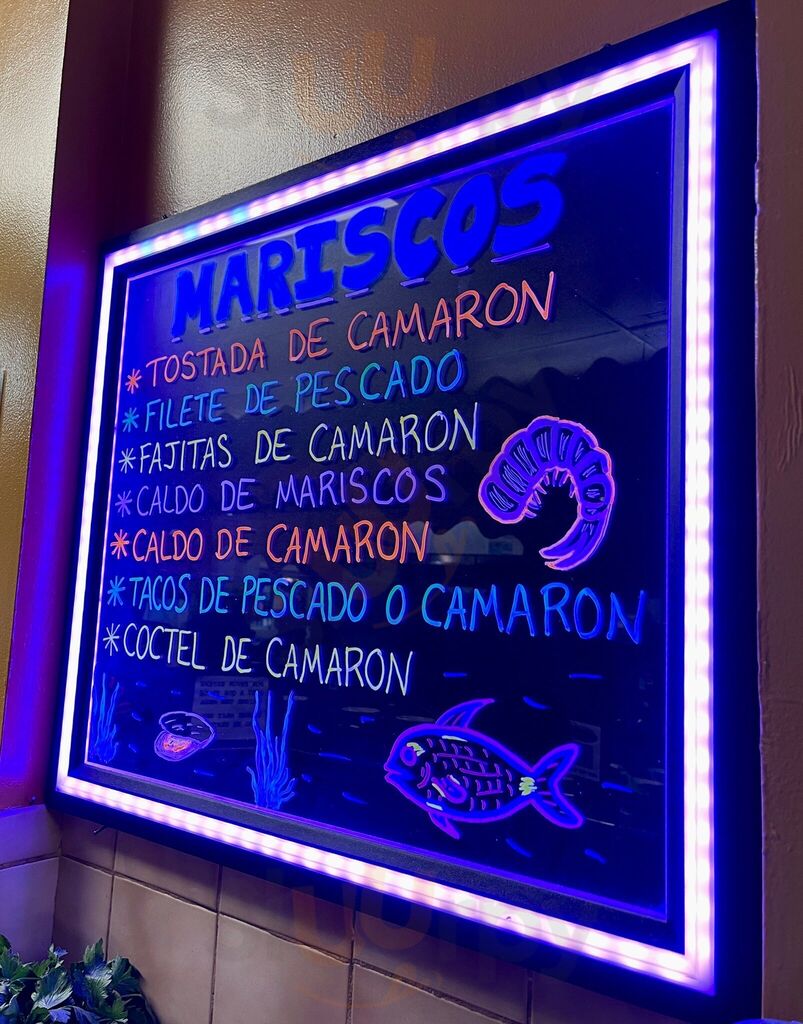 MARISCOS
* TOSTADA DE CAMARON
* FILETE DE PESCADO
* FAJITAS DE CAMARON
* CALDO DE MARISCOS
* CALDO DE CAMARON
* TACOS DE PESCADO O CAMARON
* COCTEL DE CAMARON